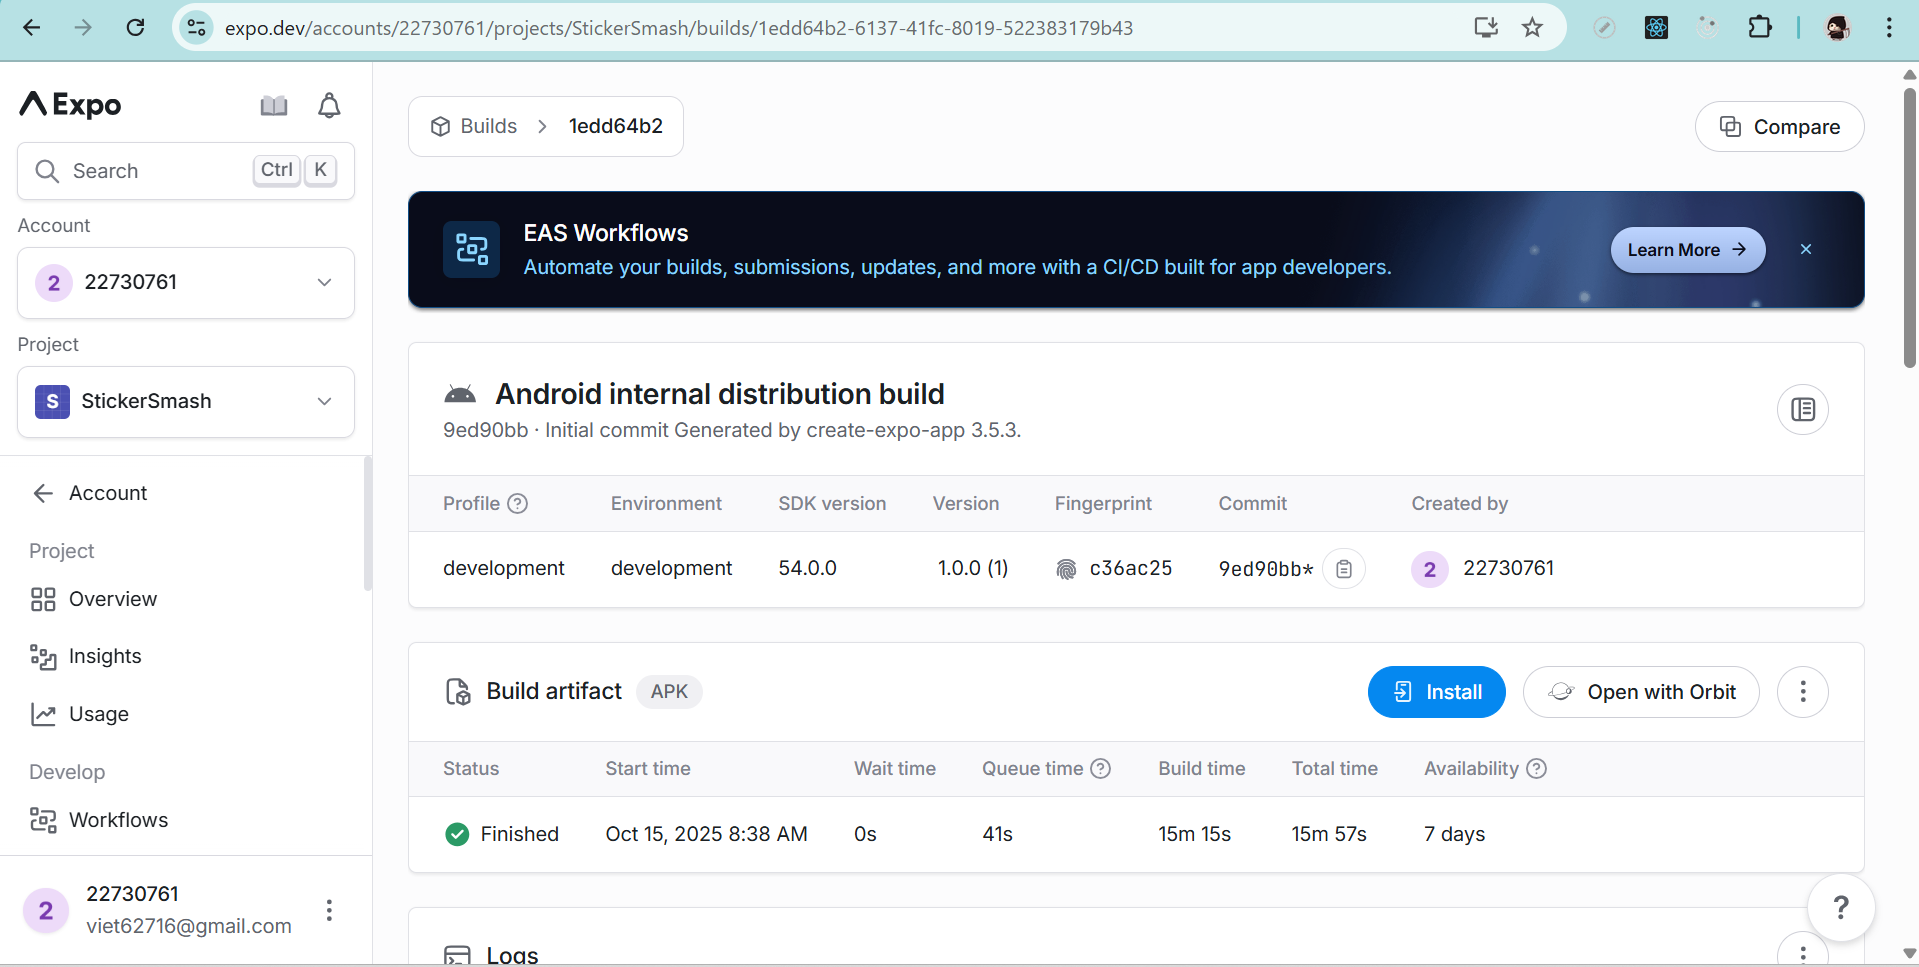 expo.dev/accounts/22730761/projects/StickerSmash/builds/1edd64b2-6137-41fc-8019-522383179b43
Expo
Search Ctrl K
Account
2 22730761
Project
S StickerSmash
Account
Project
Overview
Insights
Usage
Develop
Workflows
2 22730761
viet62716@gmail.com
Builds > 1edd64b2
Compare
EAS Workflows
Automate your builds, submissions, updates, and more with a CI/CD built for app developers.
Learn More →
Android internal distribution build
9ed90bb · Initial commit Generated by create-expo-app 3.5.3.
Profile Environment SDK version Version Fingerprint Commit Created by
development development 54.0.0 1.0.0 (1) c36ac25 9ed90bb* 2 22730761
Build artifact APK
Install
Open with Orbit
Status Start time Wait time Queue time Build time Total time Availability
Finished Oct 15, 2025 8:38 AM 0s 41s 15m 15s 15m 57s 7 days
Logs
?